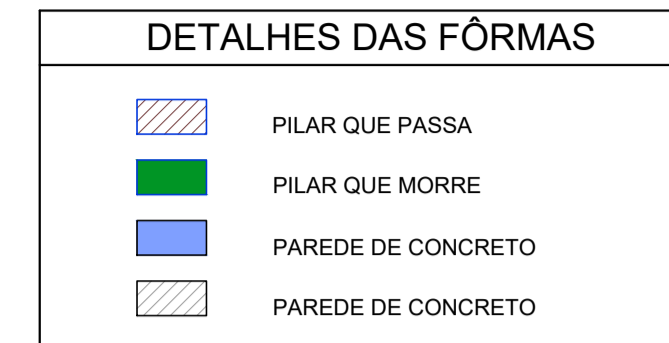 DETALHES DAS FÔRMAS
PILAR QUE PASSA
PILAR QUE MORRE
PAREDE DE CONCRETO
PAREDE DE CONCRETO